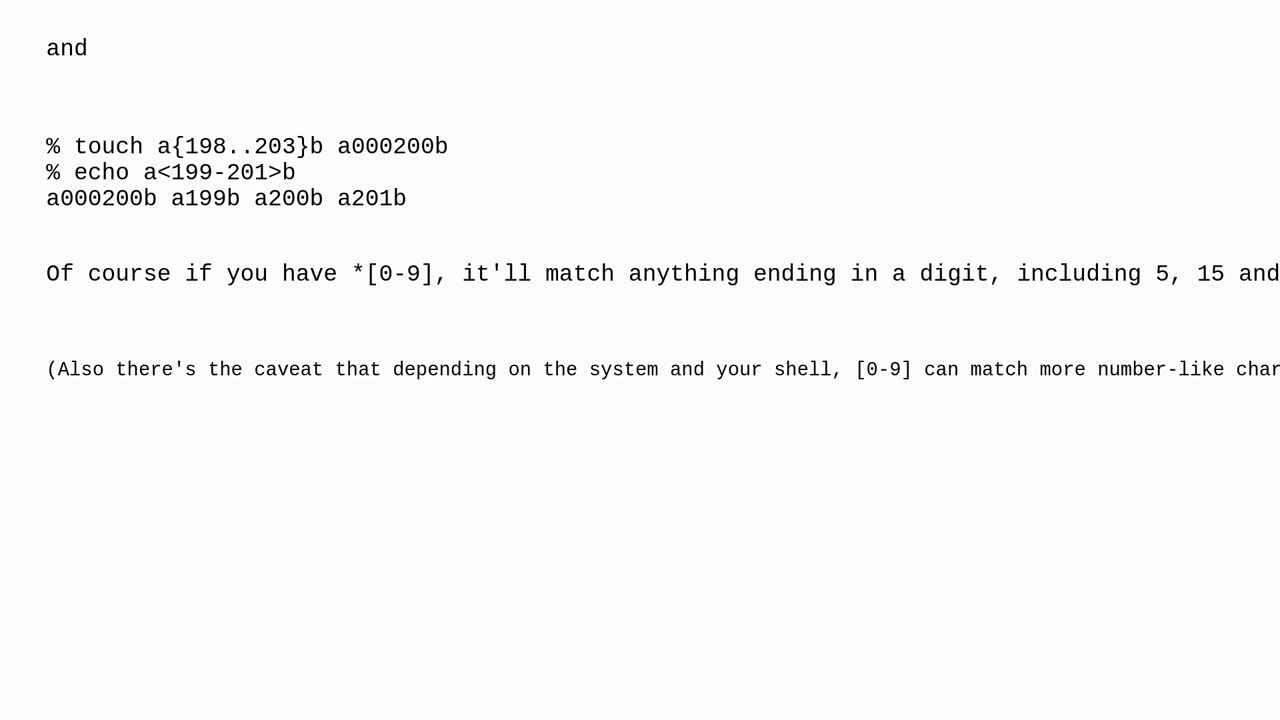 and
% touch a{198..203}b a000200b
% echo a<199-201>b
a000200b a199b a200b a201b
Of course if you have *[0-9], it'll match anything ending in a digit, including 5, 15 and
(Also there's the caveat that depending on the system and your shell, [0-9] can match more number-like char